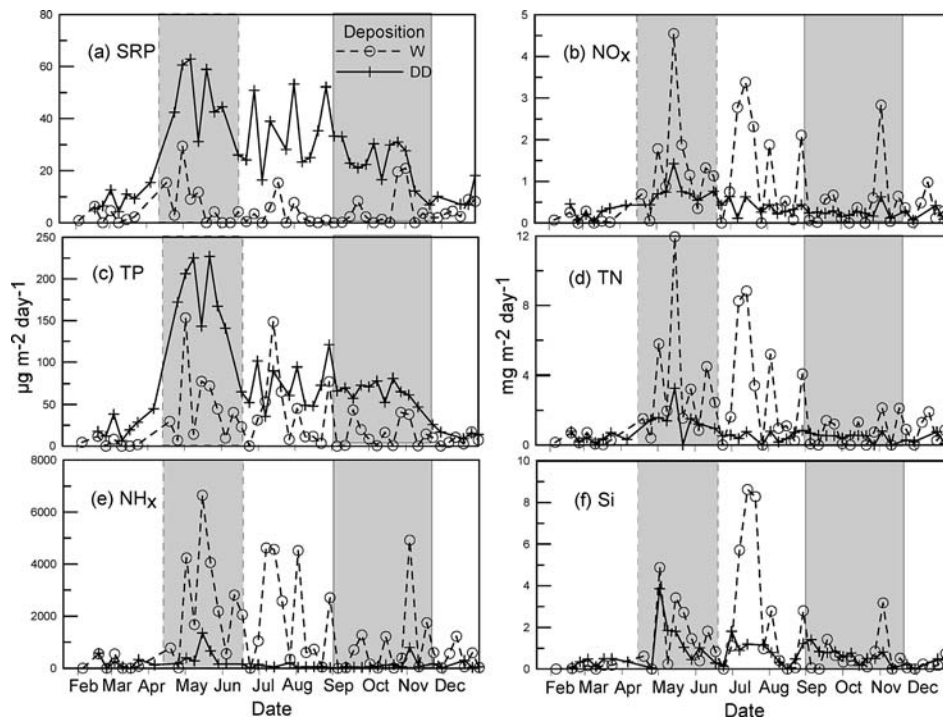 Deposition
(a) SRP
W
DD
80
60
40
20
0
(b) NOX
5
4
3
2
1
0
(c) TP
250
200
150
100
50
0
µg m-2 day-1
(d) TN
12
8
4
0
mg m-2 day-1
(e) NHX
8000
6000
4000
2000
0
(f) Si
10
8
6
4
2
0
Feb Mar Apr May Jun Jul Aug Sep Oct Nov Dec
Date
Feb Mar Apr May Jun Jul Aug Sep Oct Nov Dec
Date